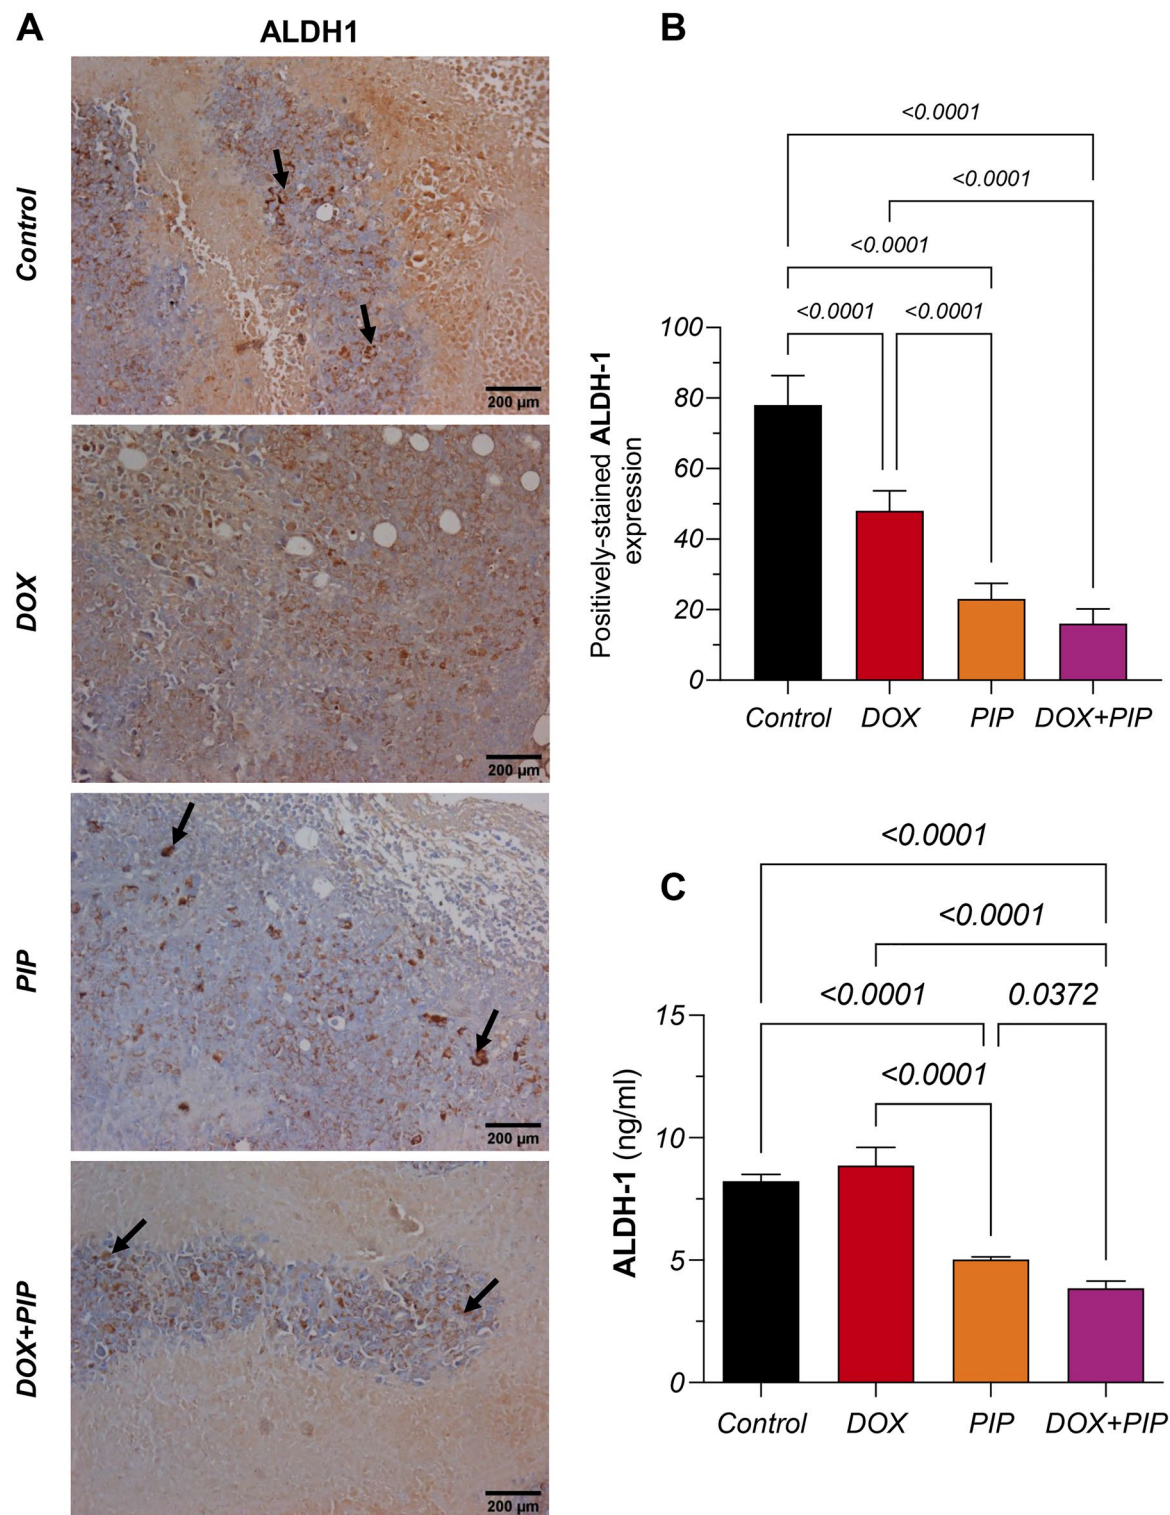 A
ALDH1
Control
200 μm
DOX
200 μm
PIP
200 μm
DOX+PIP
200 μm
B
<0.0001
<0.0001
<0.0001
<0.0001 <0.0001
Positively-stained ALDH-1
expression
100
80
60
40
20
0
Control DOX PIP DOX+PIP
C
<0.0001
<0.0001
<0.0001 0.0372
<0.0001
ALDH-1 (ng/ml)
15
10
5
0
Control DOX PIP DOX+PIP